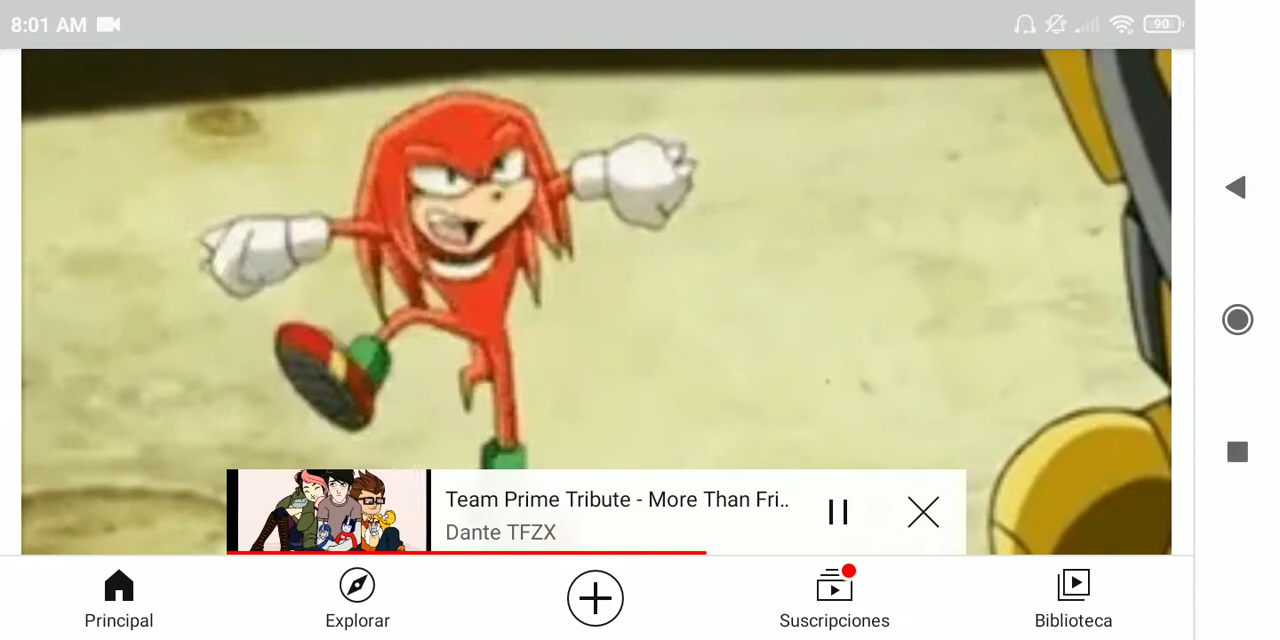 8:01 AM
90
Team Prime Tribute - More Than Fri..
Dante TFZX
Principal
Explorar
Suscripciones
Biblioteca